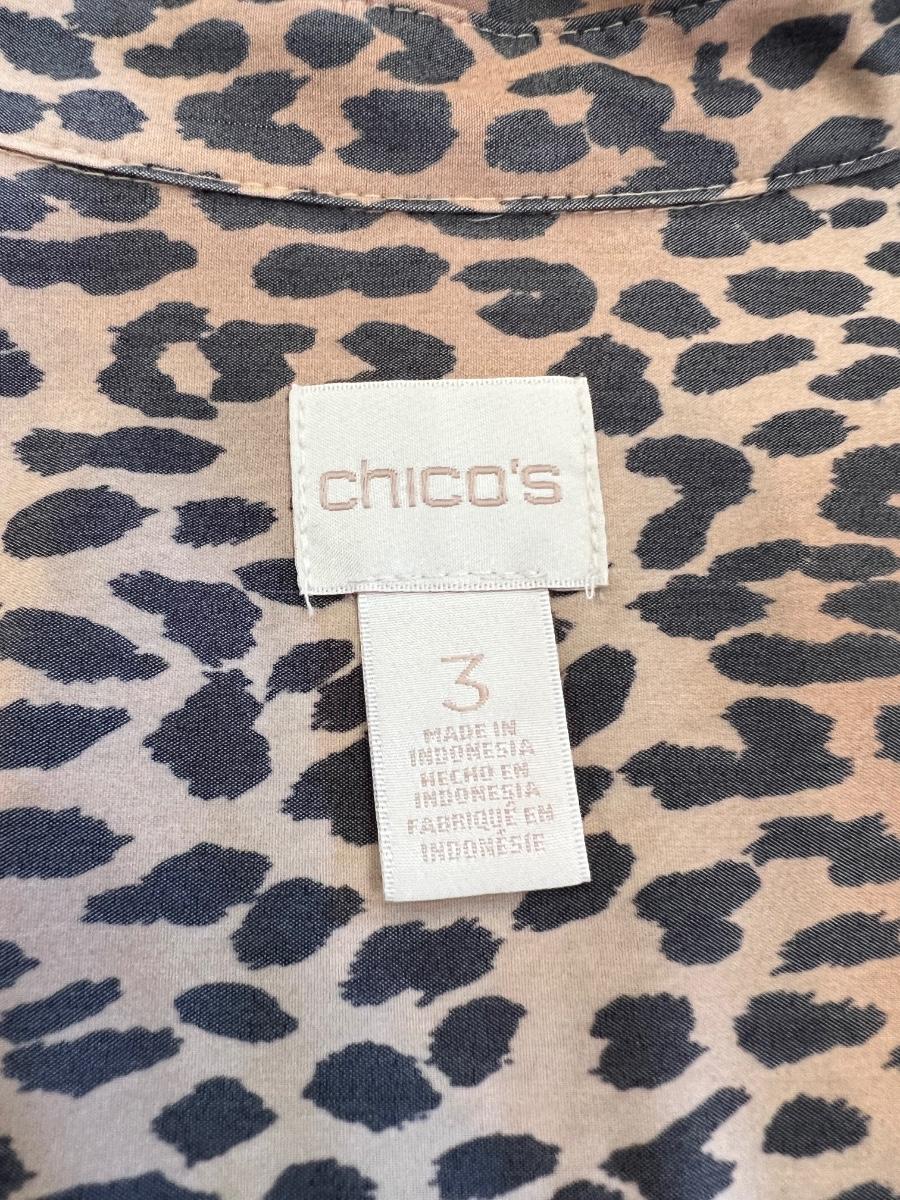 chico's
3
MADE IN
INDONESIA
HECHO EN
INDONESIA
FABRIQUÉ EN
INDONÉSIE